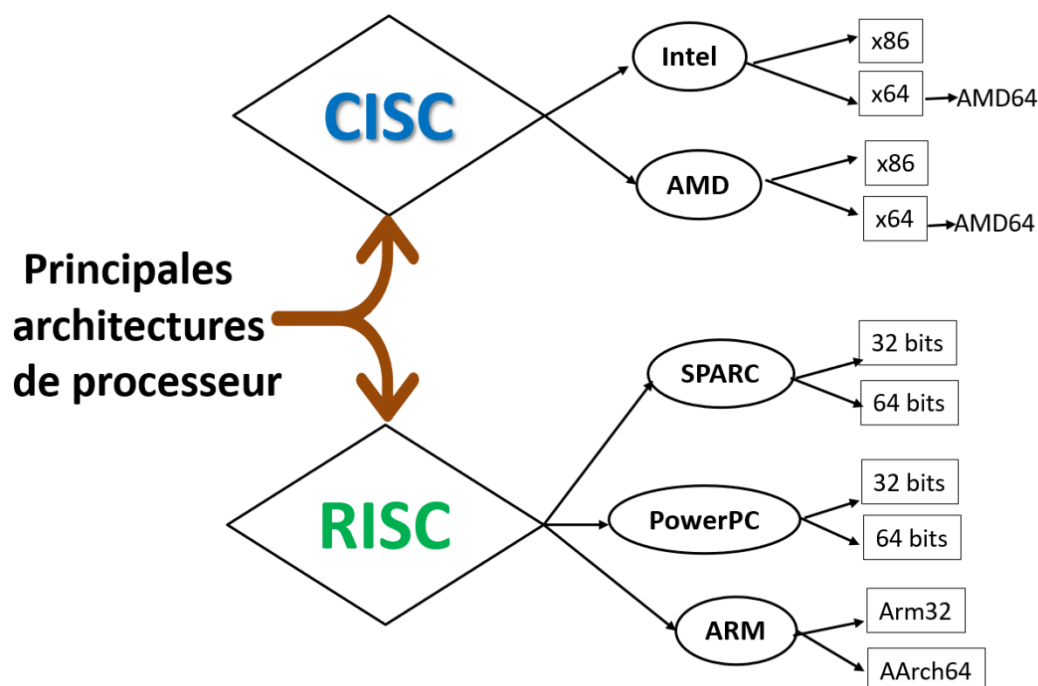 Principales
architectures
de processeur
CISC
Intel
x86
x64
AMD64
AMD
x86
x64
AMD64
RISC
SPARC
32 bits
64 bits
PowerPC
32 bits
64 bits
ARM
Arm32
AArch64